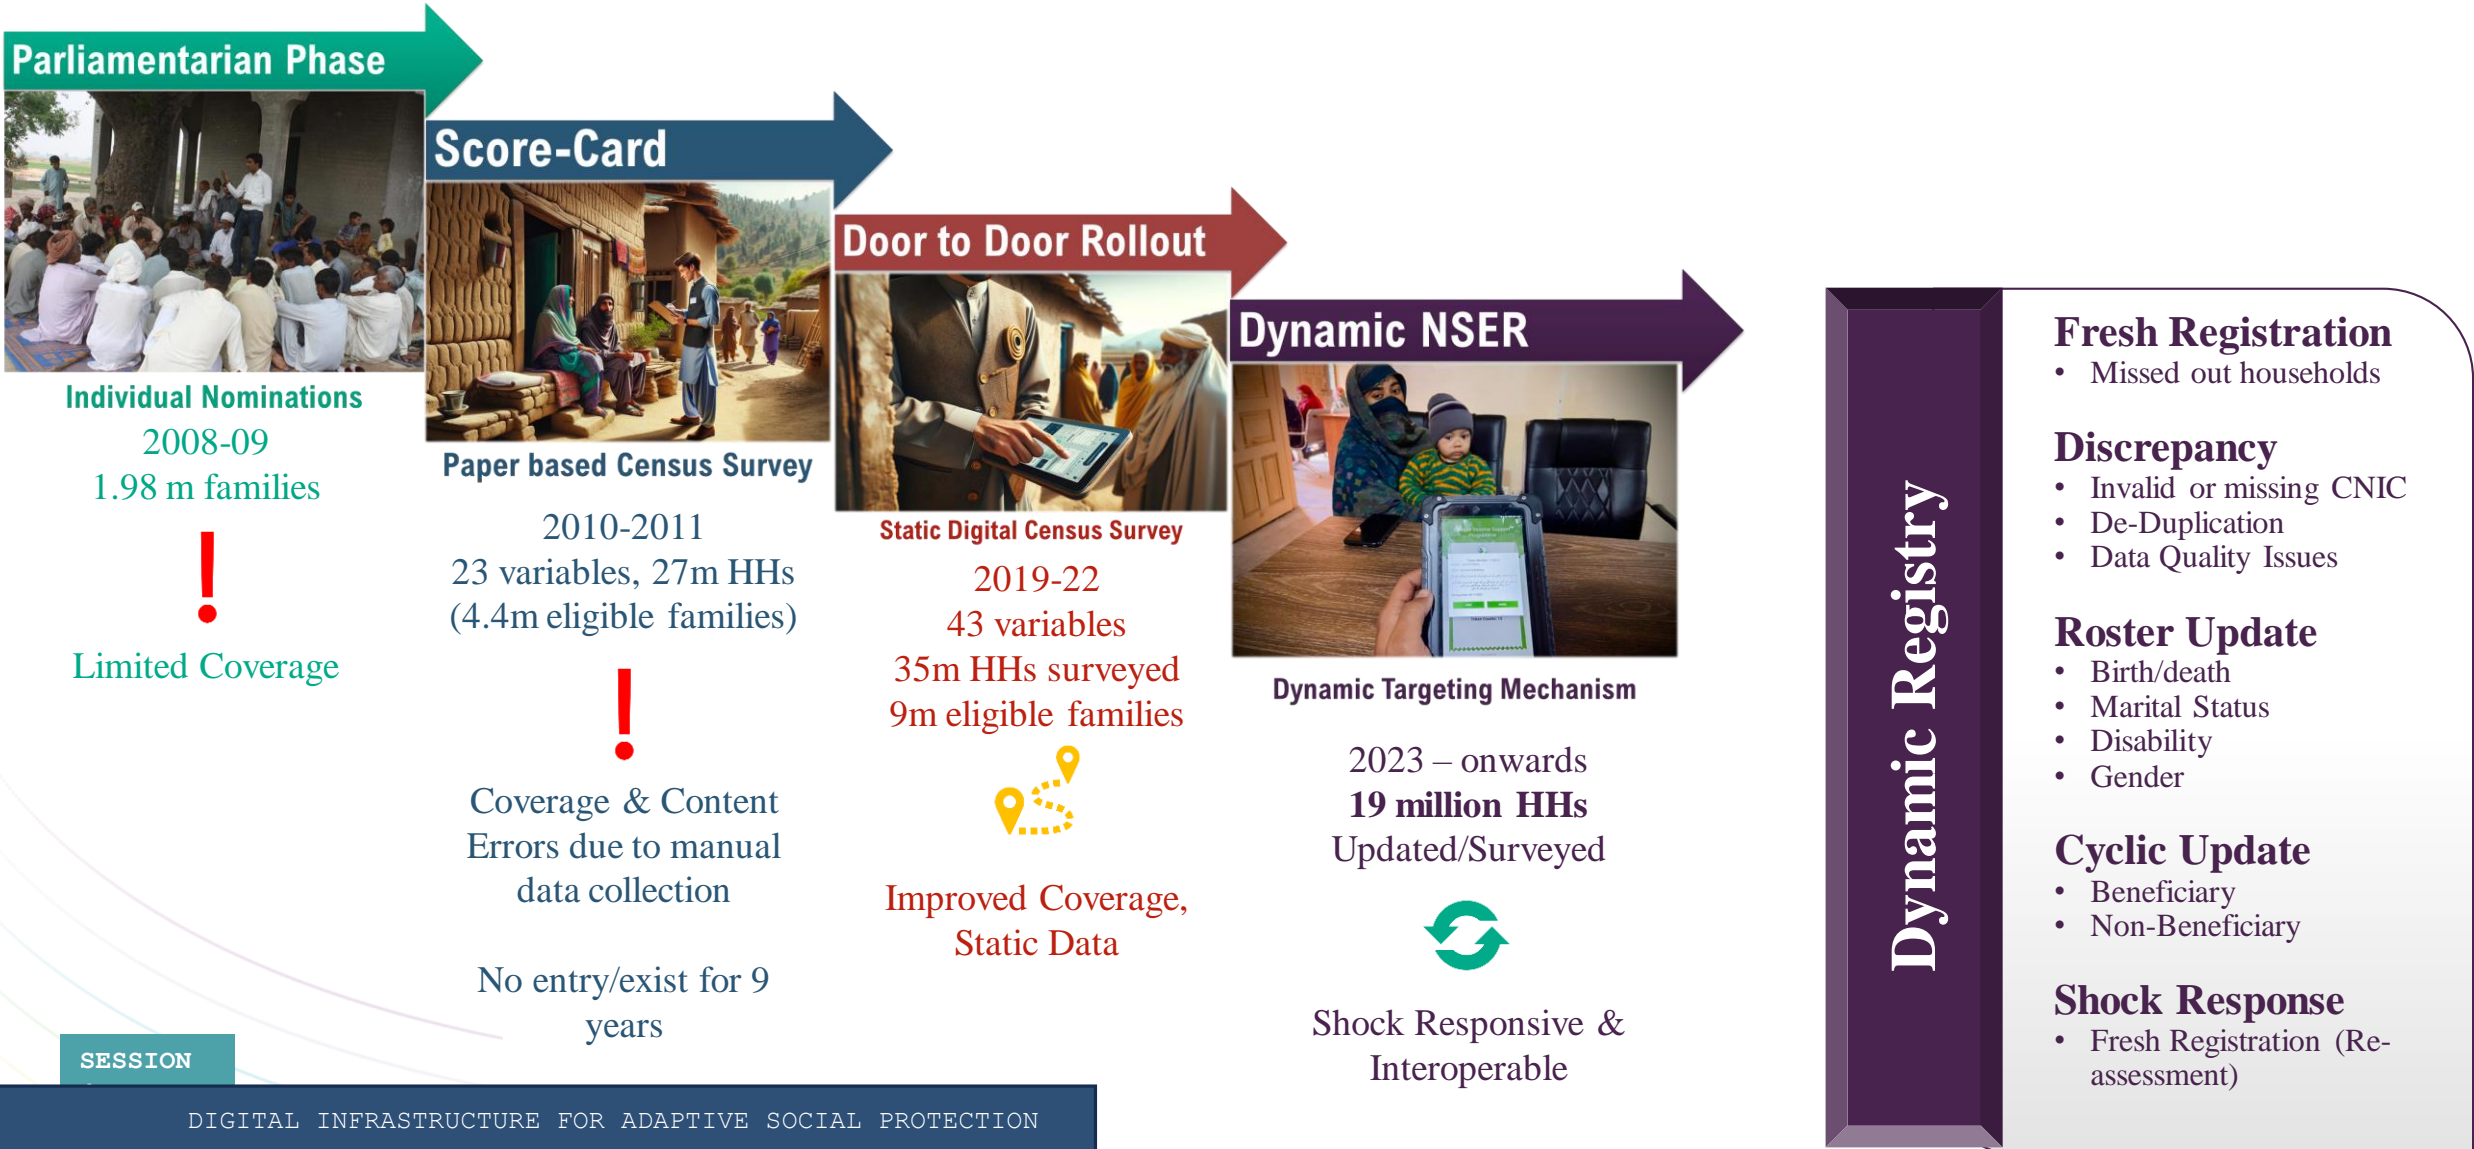 Parliamentarian Phase
Individual Nominations
2008-09
1.98 m families
!
Limited Coverage
Score-Card
Paper based Census Survey
2010-2011
23 variables, 27m HHs
(4.4m eligible families)
!
Coverage & Content
Errors due to manual
data collection
No entry/exist for 9
years
Door to Door Rollout
Static Digital Census Survey
2019-22
43 variables
35m HHs surveyed
9m eligible families
Improved Coverage,
Static Data
Dynamic NSER
Dynamic Targeting Mechanism
2023 – onwards
19 million HHs
Updated/Surveyed
Shock Responsive &
Interoperable
Dynamic Registry
Fresh Registration
• Missed out households
Discrepancy
• Invalid or missing CNIC
• De-Duplication
• Data Quality Issues
Roster Update
• Birth/death
• Marital Status
• Disability
• Gender
Cyclic Update
• Beneficiary
• Non-Beneficiary
Shock Response
• Fresh Registration (Re-
assessment)
SESSION
DIGITAL INFRASTRUCTURE FOR ADAPTIVE SOCIAL PROTECTION